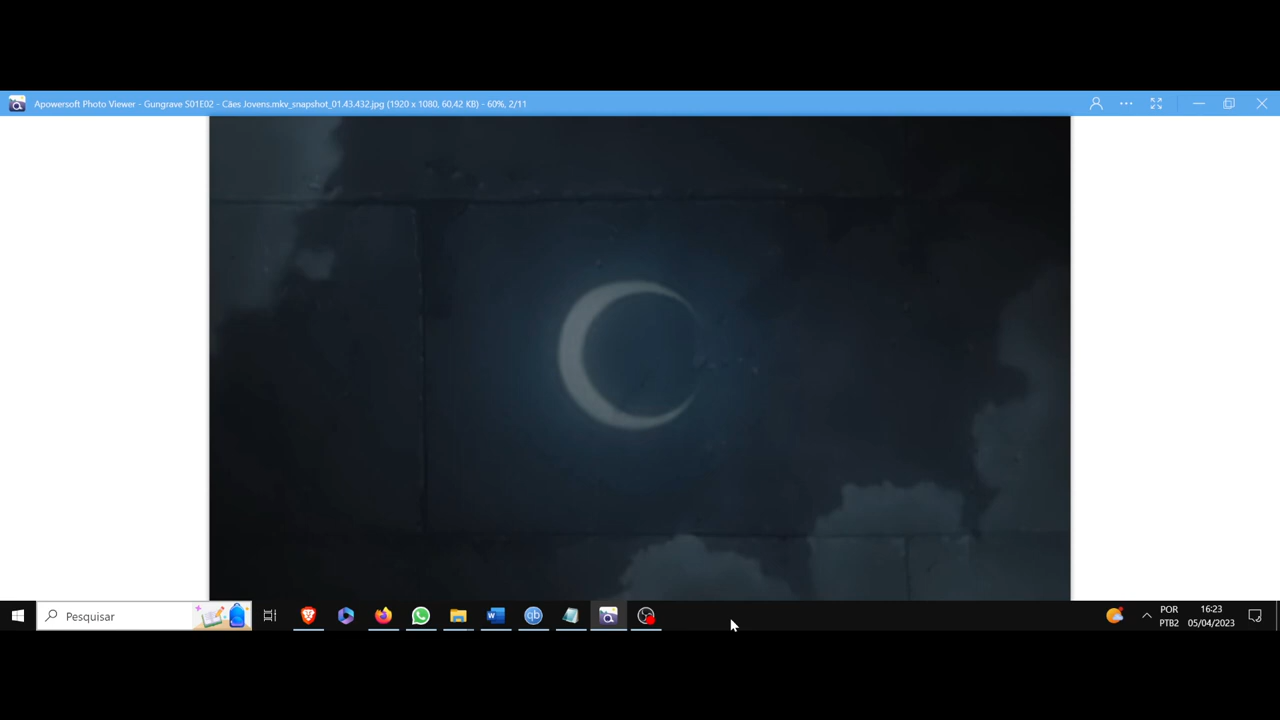 Apowersoft Photo Viewer - Gungrave S01E02 - Cães Jovens.mkv_snapshot_01.43.432.jpg (1920 x 1080, 60,42 KB) - 60%, 2/11
Pesquisar
qb
POR
PTB2
16:23
05/04/2023